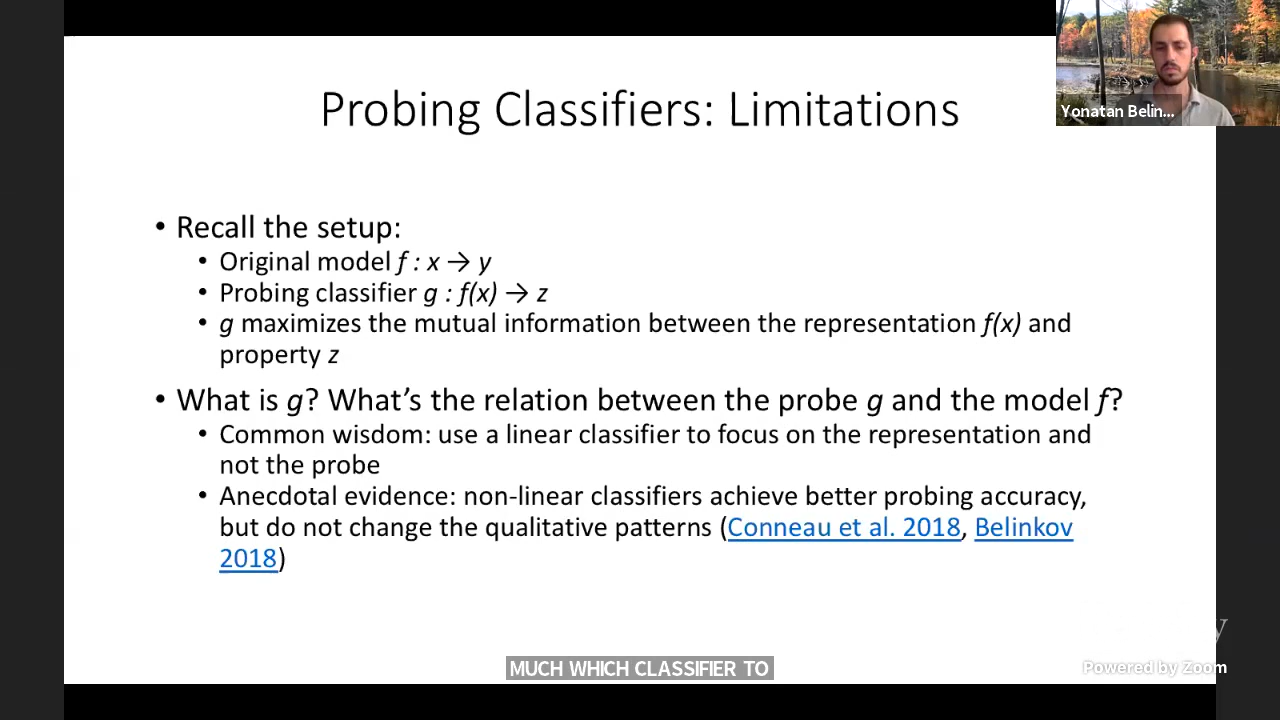 Probing Classifiers: Limitations
Yonatan Belin...
• Recall the setup:
• Original model f : x → y
• Probing classifier g : f(x) → z
• g maximizes the mutual information between the representation f(x) and
property z
• What is g? What's the relation between the probe g and the model f?
• Common wisdom: use a linear classifier to focus on the representation and
not the probe
• Anecdotal evidence: non-linear classifiers achieve better probing accuracy,
but do not change the qualitative patterns (Conneau et al. 2018, Belinkov
2018)
MUCH WHICH CLASSIFIER TO
Powered by Zoom